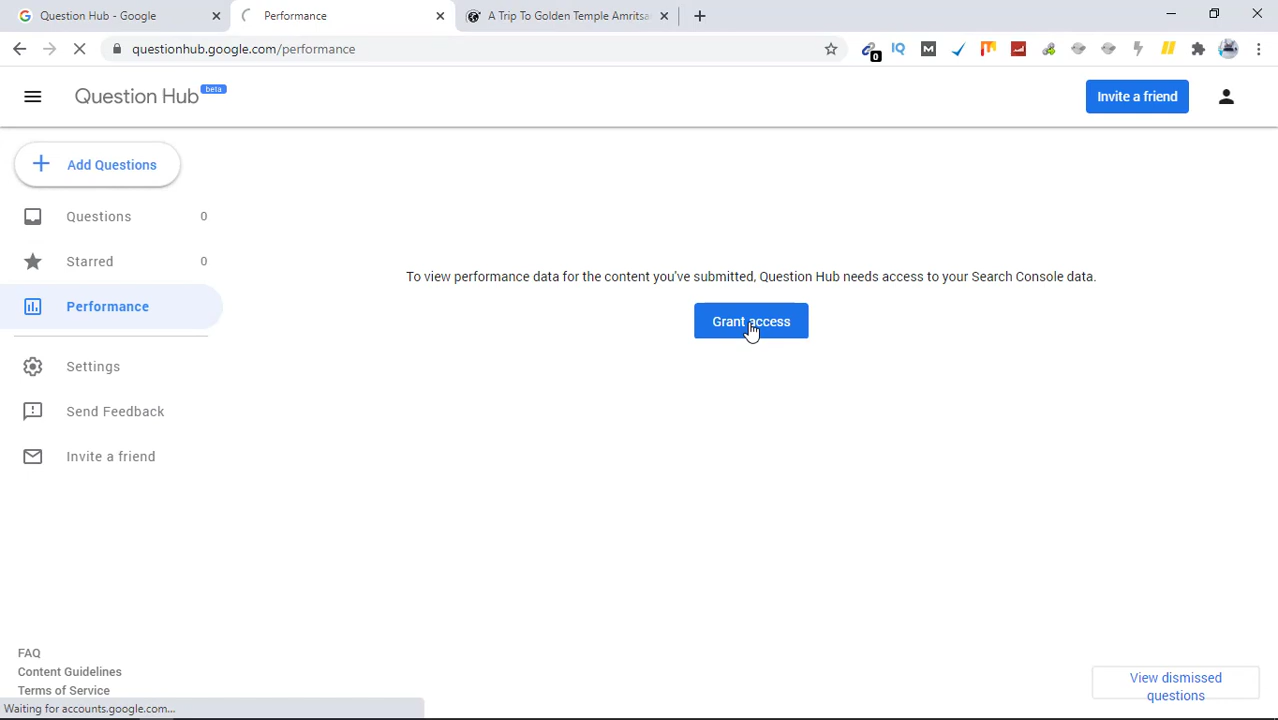 Question Hub - Google
Performance
A Trip To Golden Temple Amritsa
questionhub.google.com/performance
0
IQ
M
Question Hub beta
Invite a friend
Add Questions
Questions 0
Starred 0
Performance
Settings
Send Feedback
Invite a friend
To view performance data for the content you've submitted, Question Hub needs access to your Search Console data.
Grant access
FAQ
Content Guidelines
Terms of Service
View dismissed
questions
Waiting for accounts.google.com...